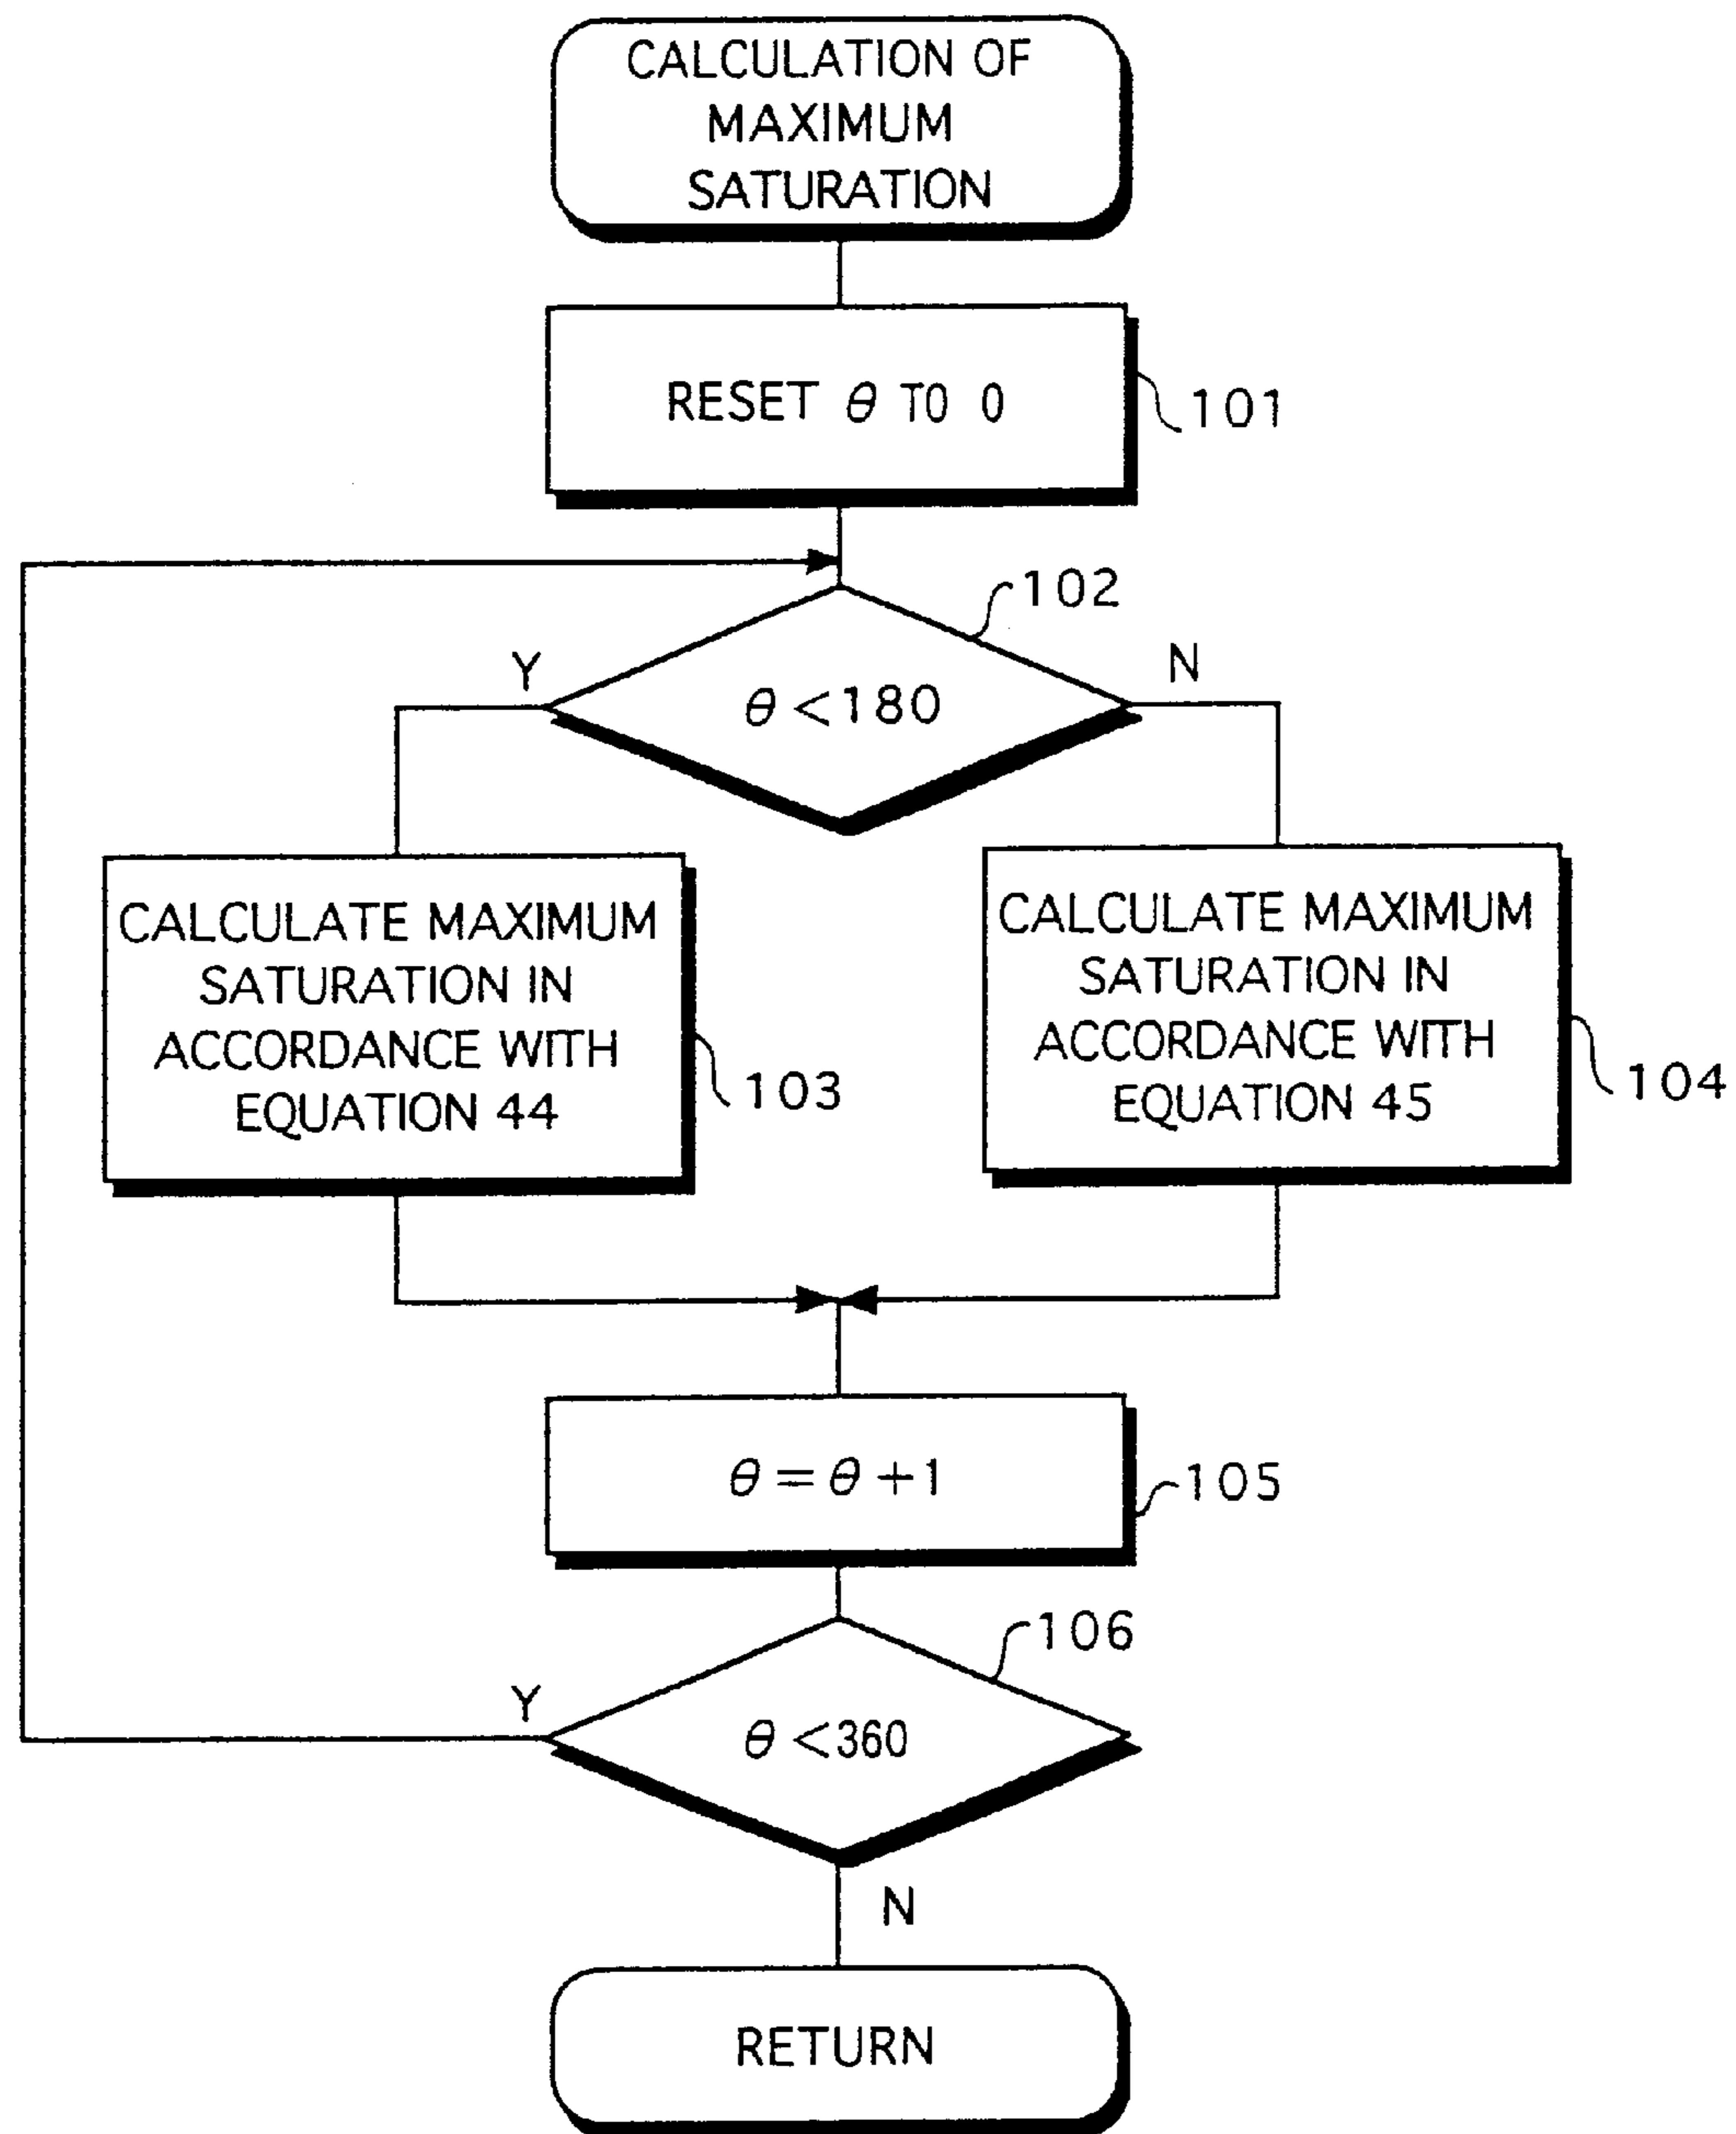 CALCULATION OF
MAXIMUM
SATURATION
RESET θ TO 0
101
102
Y
N
θ <180
CALCULATE MAXIMUM
SATURATION IN
ACCORDANCE WITH
EQUATION 44
103
CALCULATE MAXIMUM
SATURATION IN
ACCORDANCE WITH
EQUATION 45
104
θ = θ +1
105
106
Y
θ <360
N
RETURN